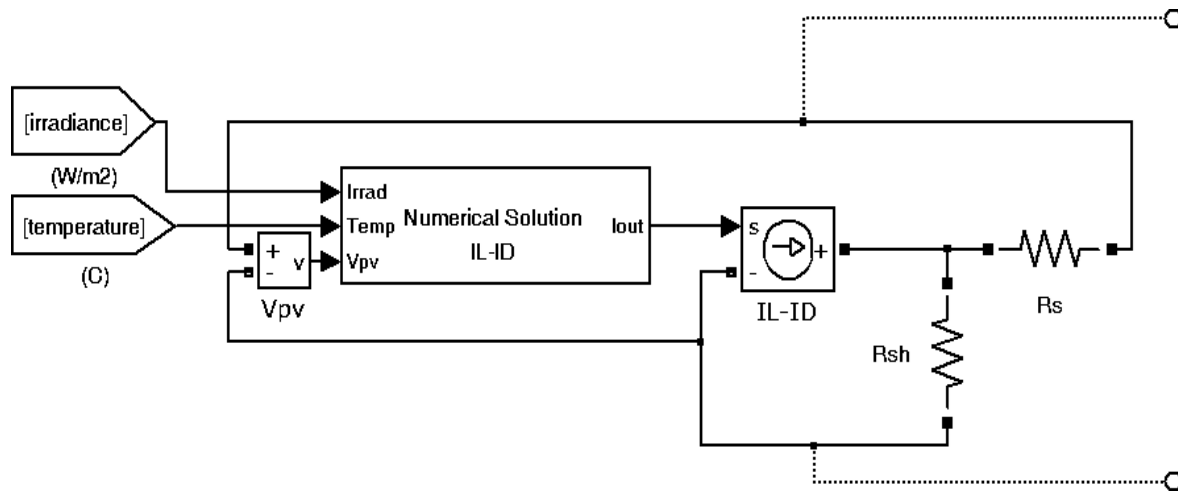 [irradiance]
(W/m2)
[temperature]
(C)
+
-
v
Vpv
Irrad
Temp
Vpv
Numerical Solution
IL-ID
Iout
s
-
+
IL-ID
Rs
Rsh